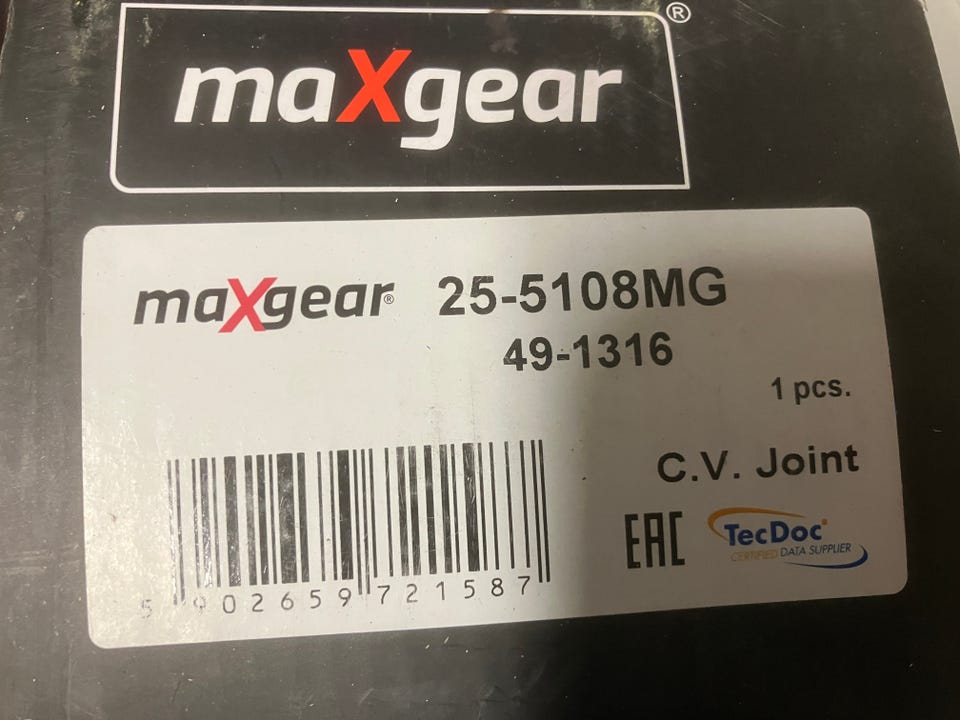 maxgear®
maxgear® 25-5108MG
49-1316
1 pcs.
C.V. Joint
EAC
TecDoc®
CERTIFIED DATA SUPPLIER
5 902659 721587